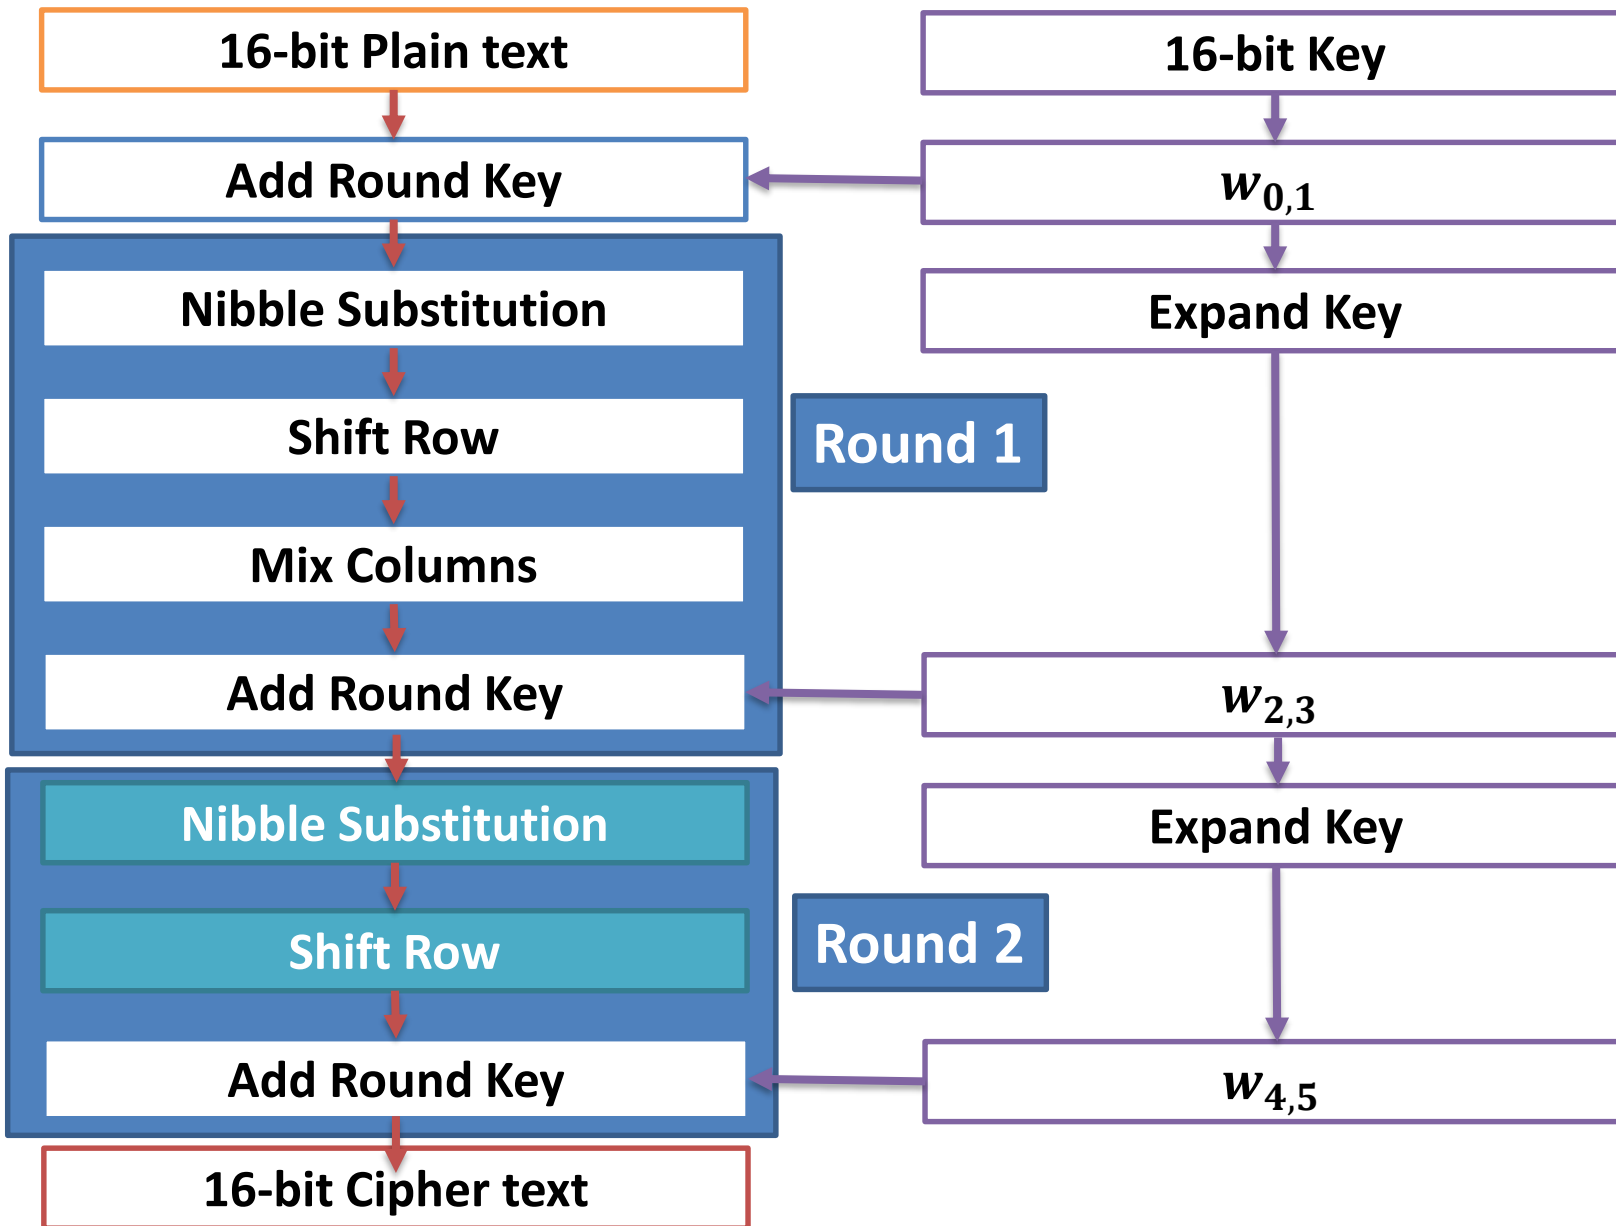 16-bit Plain text
16-bit Key
Add Round Key
w0,1
Nibble Substitution
Expand Key
Shift Row
Round 1
Mix Columns
Add Round Key
w2,3
Nibble Substitution
Expand Key
Shift Row
Round 2
Add Round Key
w4,5
16-bit Cipher text